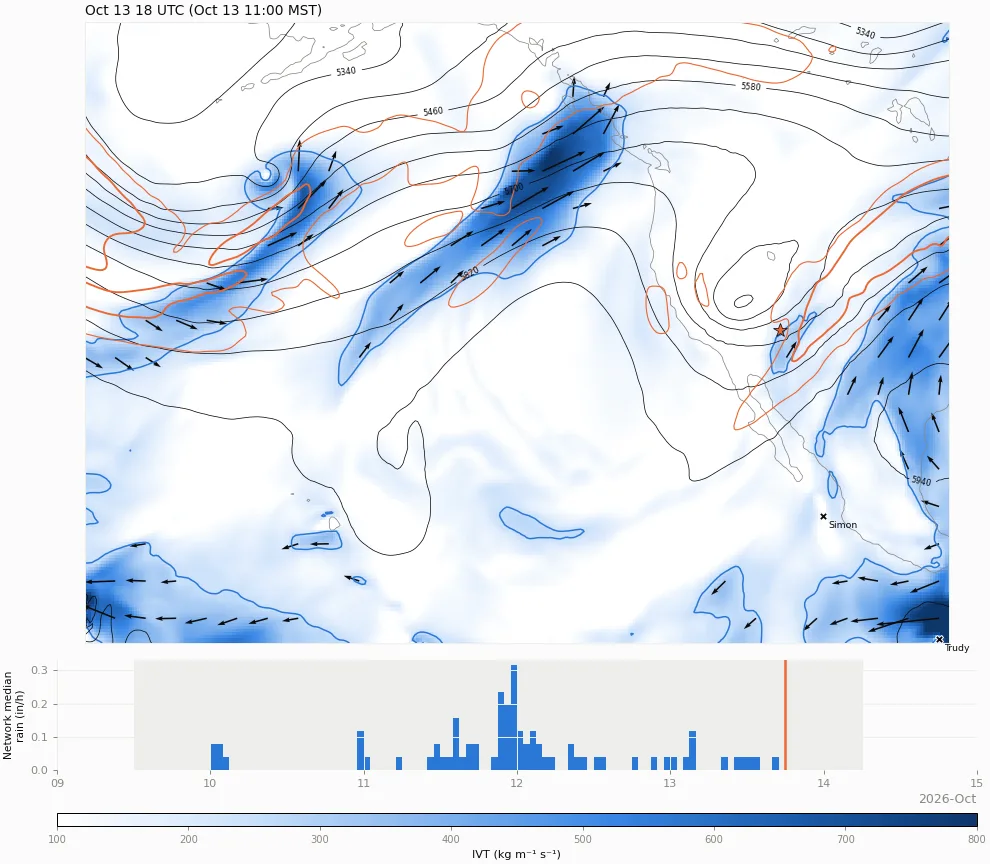 Oct 13 18 UTC (Oct 13 11:00 MST)
5340
5340
5580
5460
5700
5820
5940
Simon
Trudy
Network median
rain (in/h)
0.3
0.2
0.1
0.0
09 10 11 12 13 14 15
2026-Oct
100 200 300 400 500 600 700 800
IVT (kg m⁻¹ s⁻¹)